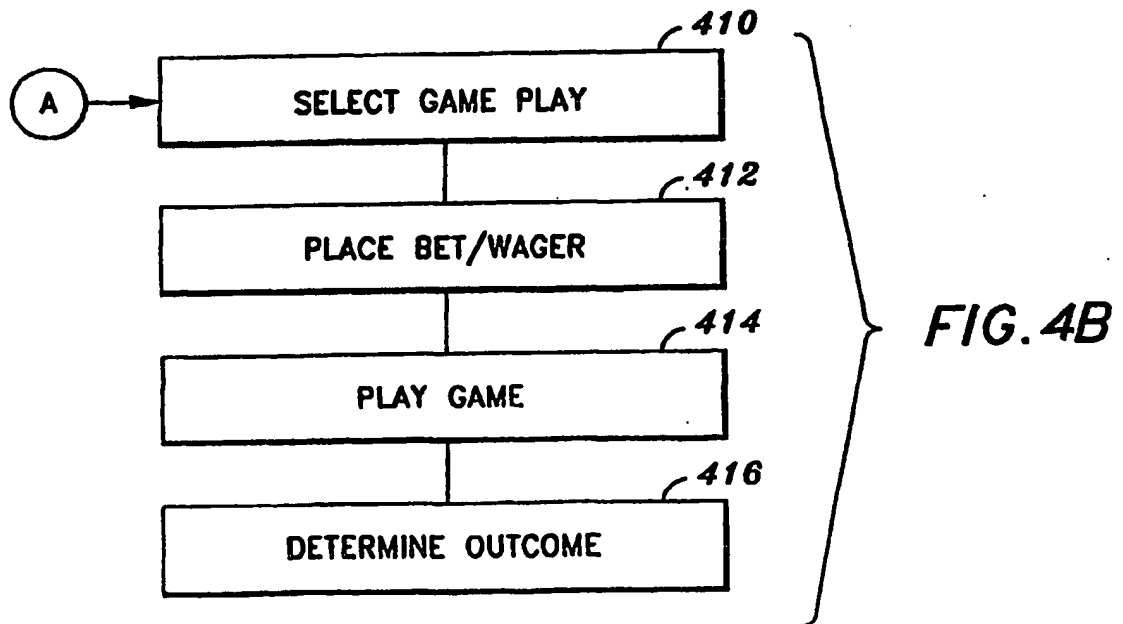 410
A
SELECT GAME PLAY
412
PLACE BET/WAGER
414
PLAY GAME
416
DETERMINE OUTCOME
FIG. 4B